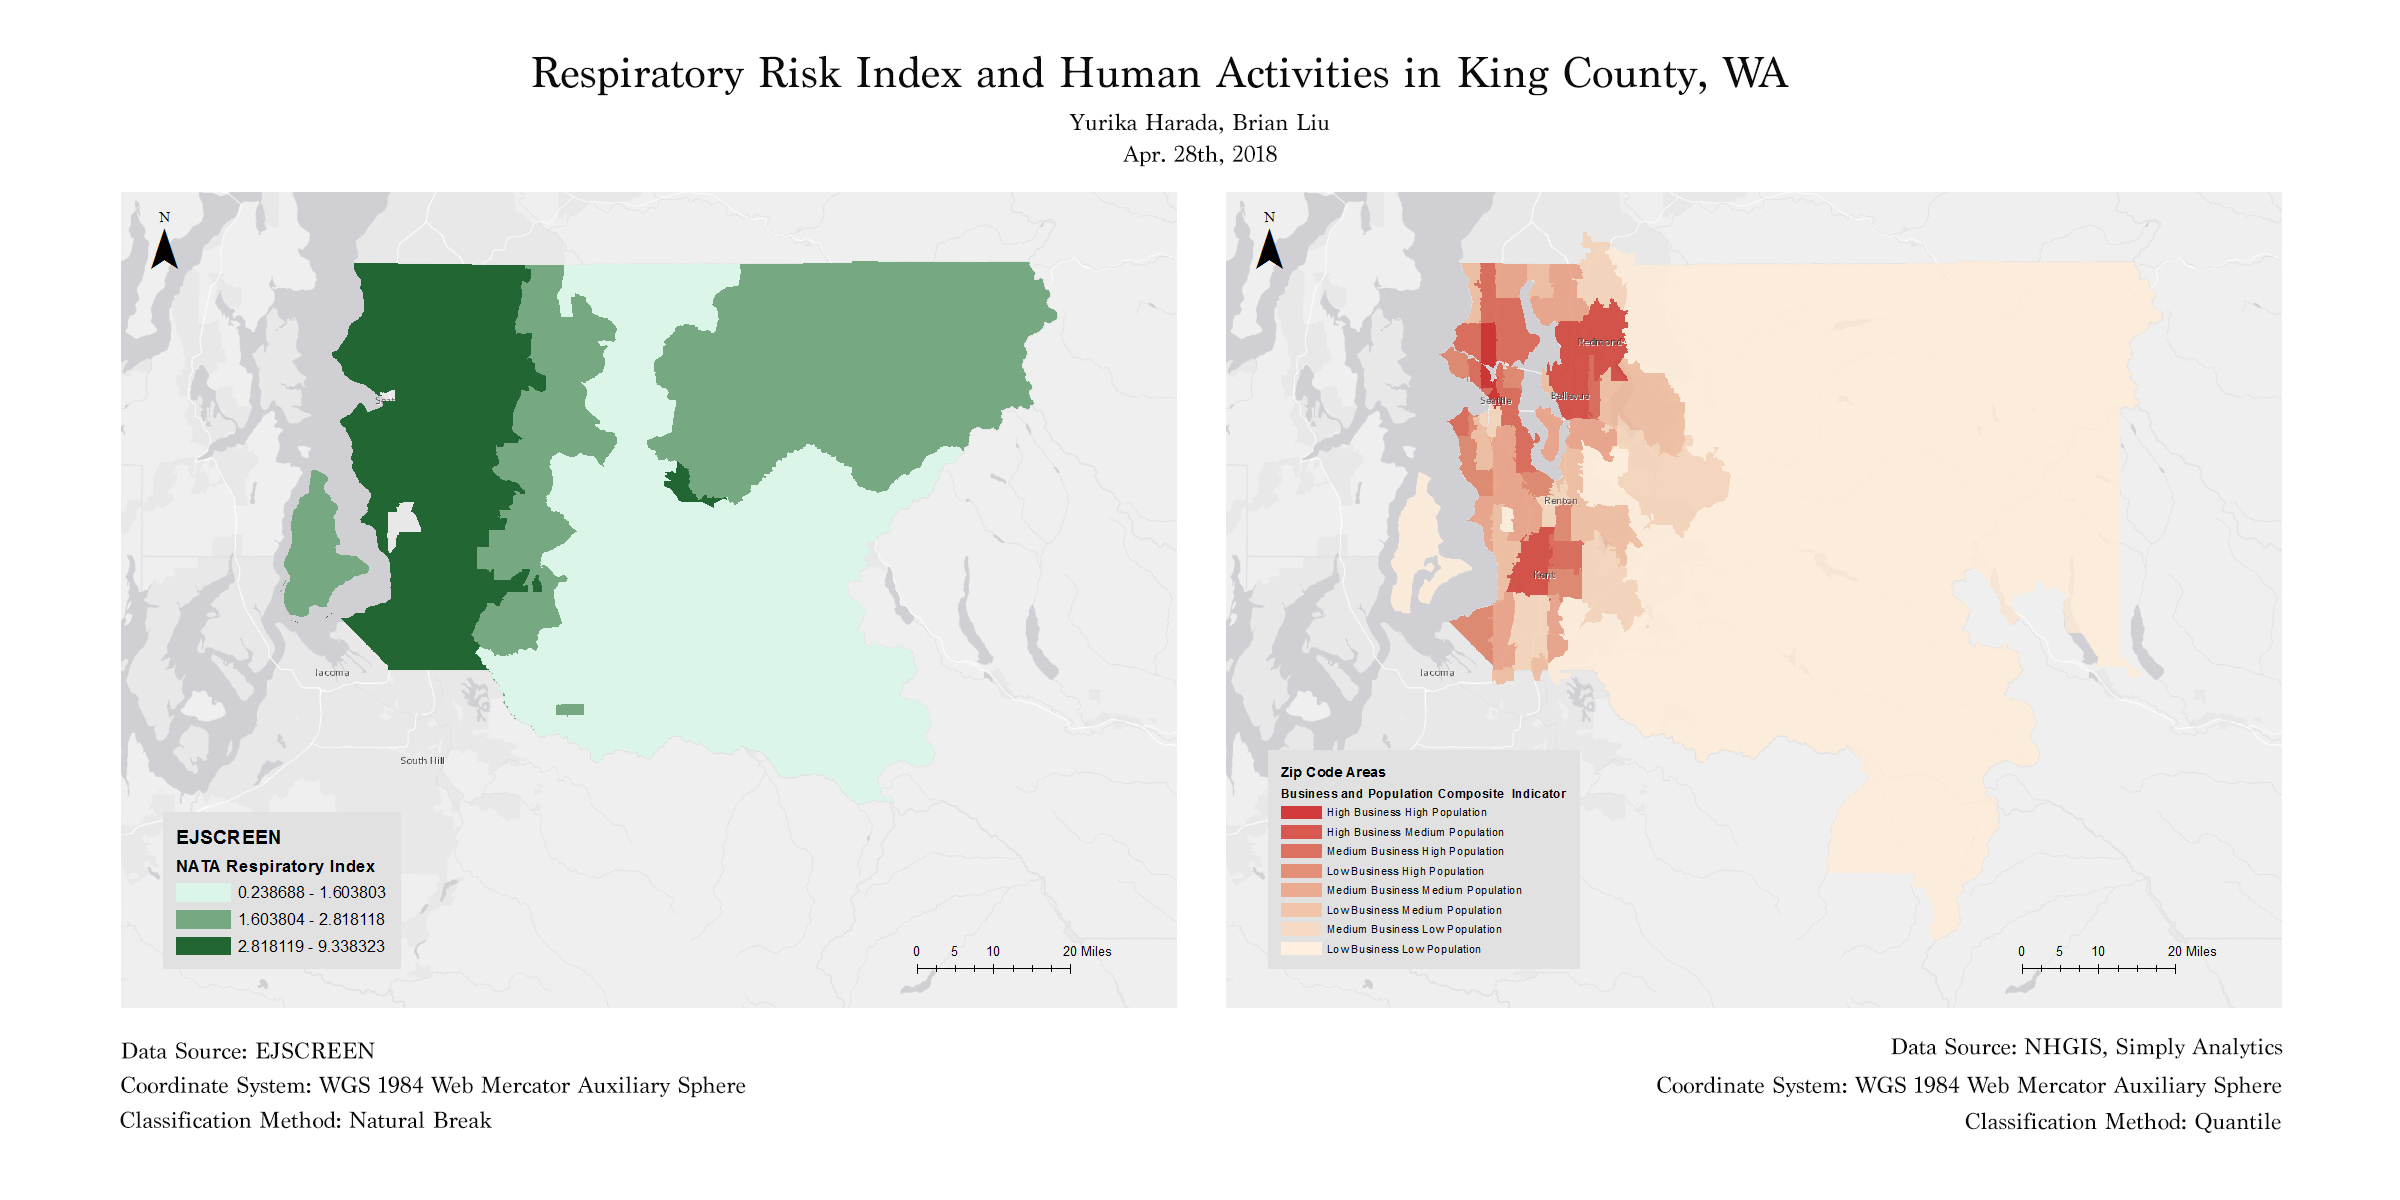 Respiratory Risk Index and Human Activities in King County, WA
Yurika Harada, Brian Liu
Apr. 28th, 2018
N
Tacoma
South Hill
EJSCREEN
NATA Respiratory Index
0.238688 - 1.603803
1.603804 - 2.818118
2.818119 - 9.338323
0 5 10 20 Miles
N
Redmond
Seattle
Bellevue
Renton
Kent
Tacoma
Zip Code Areas
Business and Population Composite Indicator
High Business High Population
High Business Medium Population
Medium Business High Population
Low Business High Population
Medium Business Medium Population
Low Business Medium Population
Medium Business Low Population
Low Business Low Population
0 5 10 20 Miles
Data Source: EJSCREEN
Coordinate System: WGS 1984 Web Mercator Auxiliary Sphere
Classification Method: Natural Break
Data Source: NHGIS, Simply Analytics
Coordinate System: WGS 1984 Web Mercator Auxiliary Sphere
Classification Method: Quantile